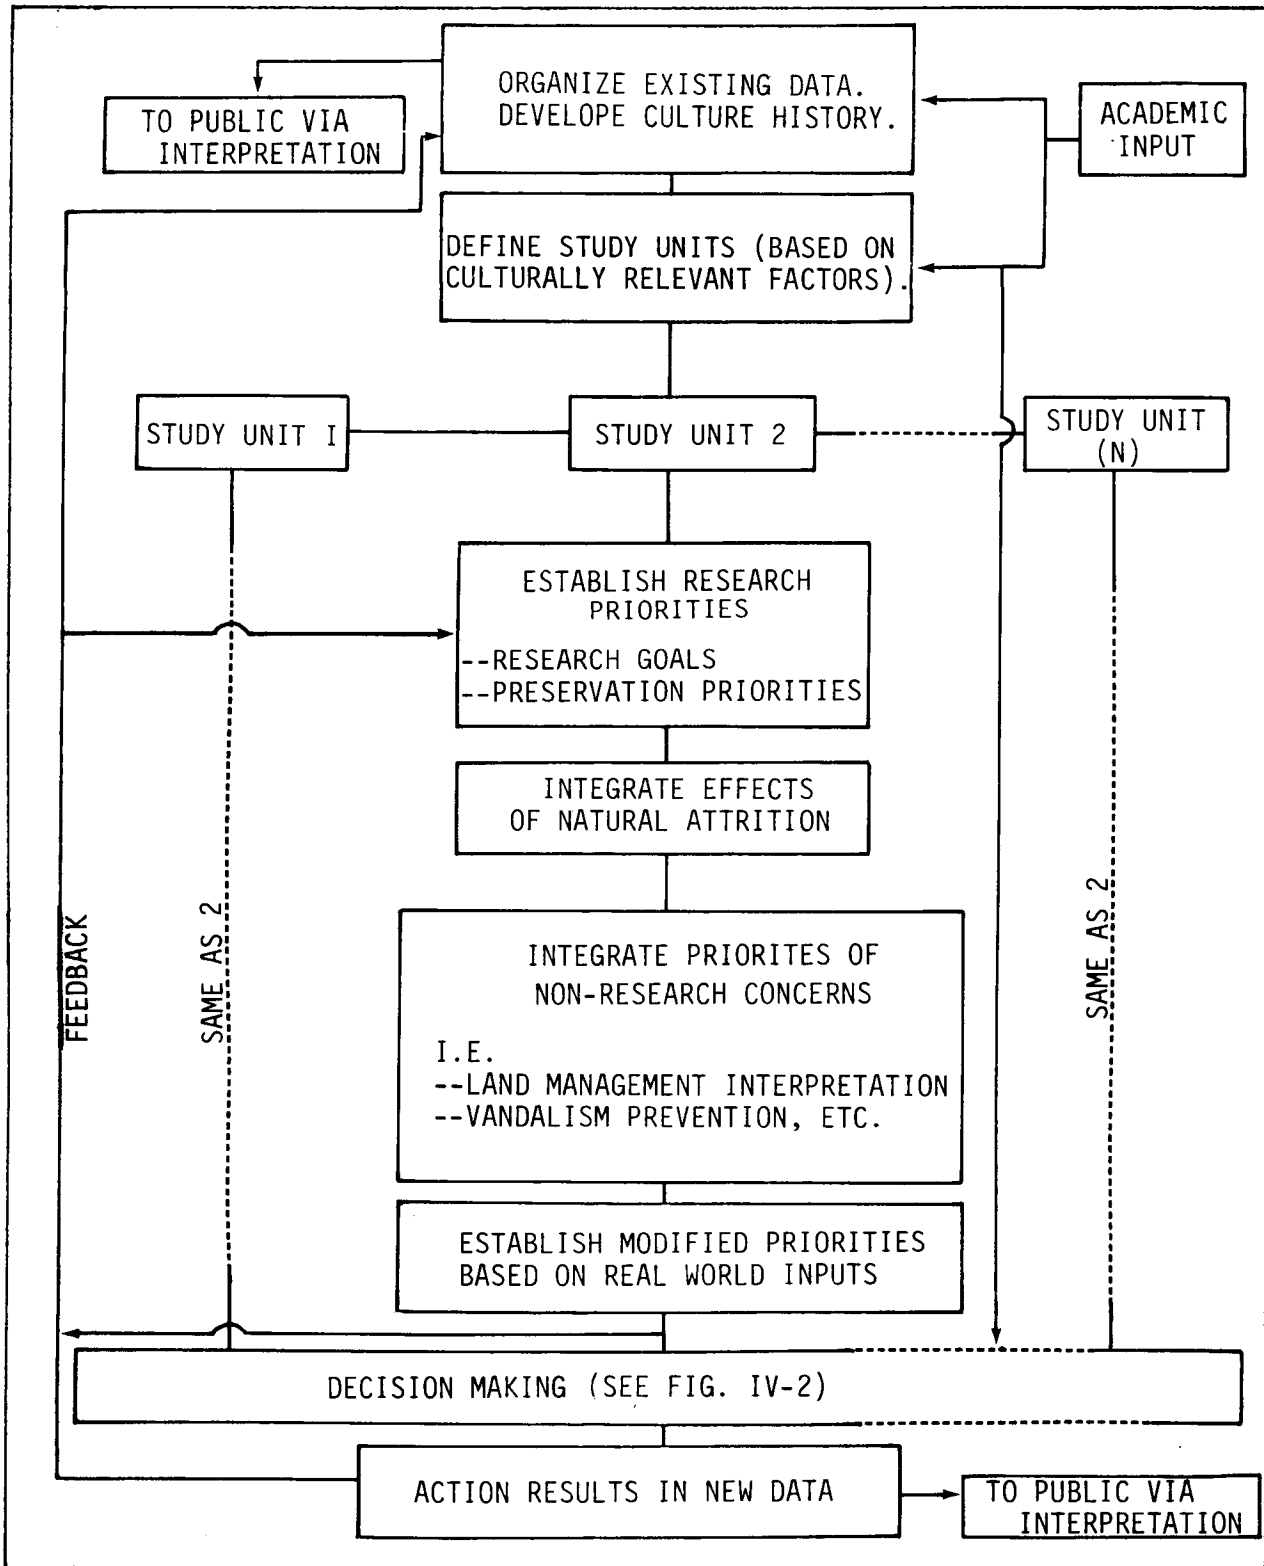 ORGANIZE EXISTING DATA.
DEVELOPE CULTURE HISTORY.
TO PUBLIC VIA
INTERPRETATION
ACADEMIC
INPUT
DEFINE STUDY UNITS (BASED ON
CULTURALLY RELEVANT FACTORS).
STUDY UNIT I
STUDY UNIT 2
STUDY UNIT
(N)
ESTABLISH RESEARCH
PRIORITIES
--RESEARCH GOALS
--PRESERVATION PRIORITIES
INTEGRATE EFFECTS
OF NATURAL ATTRITION
FEEDBACK
SAME AS 2
SAME AS 2
INTEGRATE PRIORITES OF
NON-RESEARCH CONCERNS
I.E.
--LAND MANAGEMENT INTERPRETATION
--VANDALISM PREVENTION, ETC.
ESTABLISH MODIFIED PRIORITIES
BASED ON REAL WORLD INPUTS
DECISION MAKING (SEE FIG. IV-2)
ACTION RESULTS IN NEW DATA
TO PUBLIC VIA
INTERPRETATION